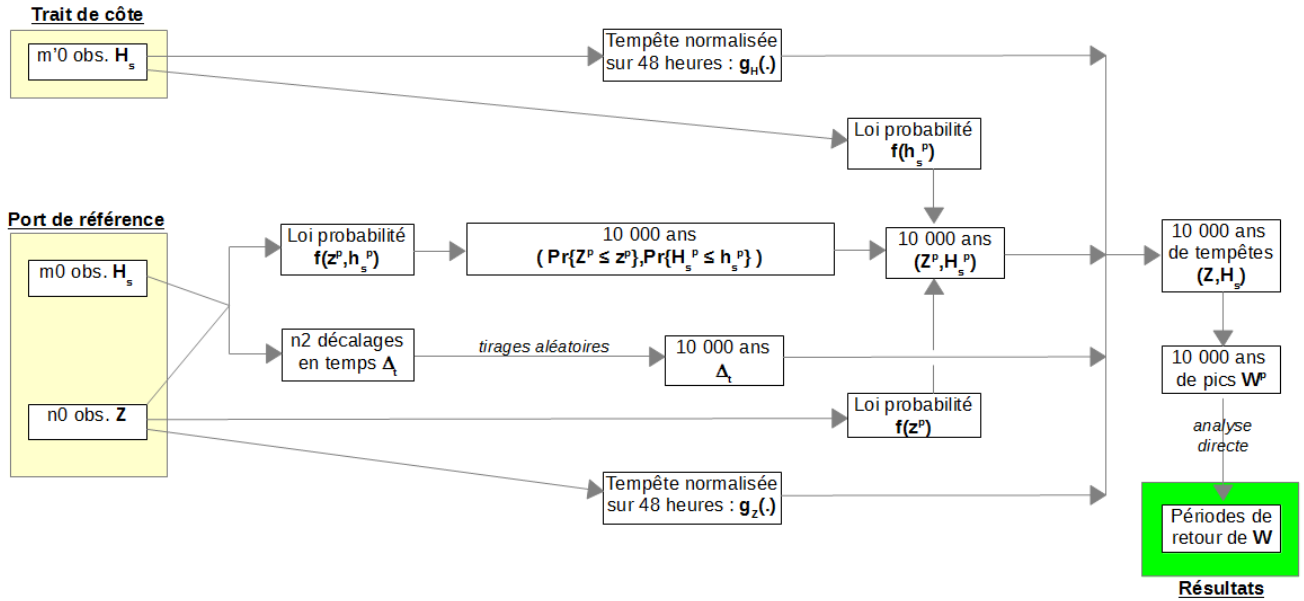 Trait de côte
m'0 obs. Hs
Tempête normalisée
sur 48 heures : gH(.)
Loi probabilité
f(hsp)
Port de référence
m0 obs. Hs
n0 obs. Z
Loi probabilité
f(zp,hsp)
10 000 ans
( Pr{Zp ≤ zp},Pr{Hsp ≤ hsp} )
10 000 ans
(Zp,Hsp)
10 000 ans
de tempêtes
(Z,Hs)
n2 décalages
en temps Δt
tirages aléatoires
10 000 ans
Δt
10 000 ans
de pics Wp
Loi probabilité
f(zp)
analyse
directe
Tempête normalisée
sur 48 heures : gZ(.)
Périodes de
retour de W
Résultats